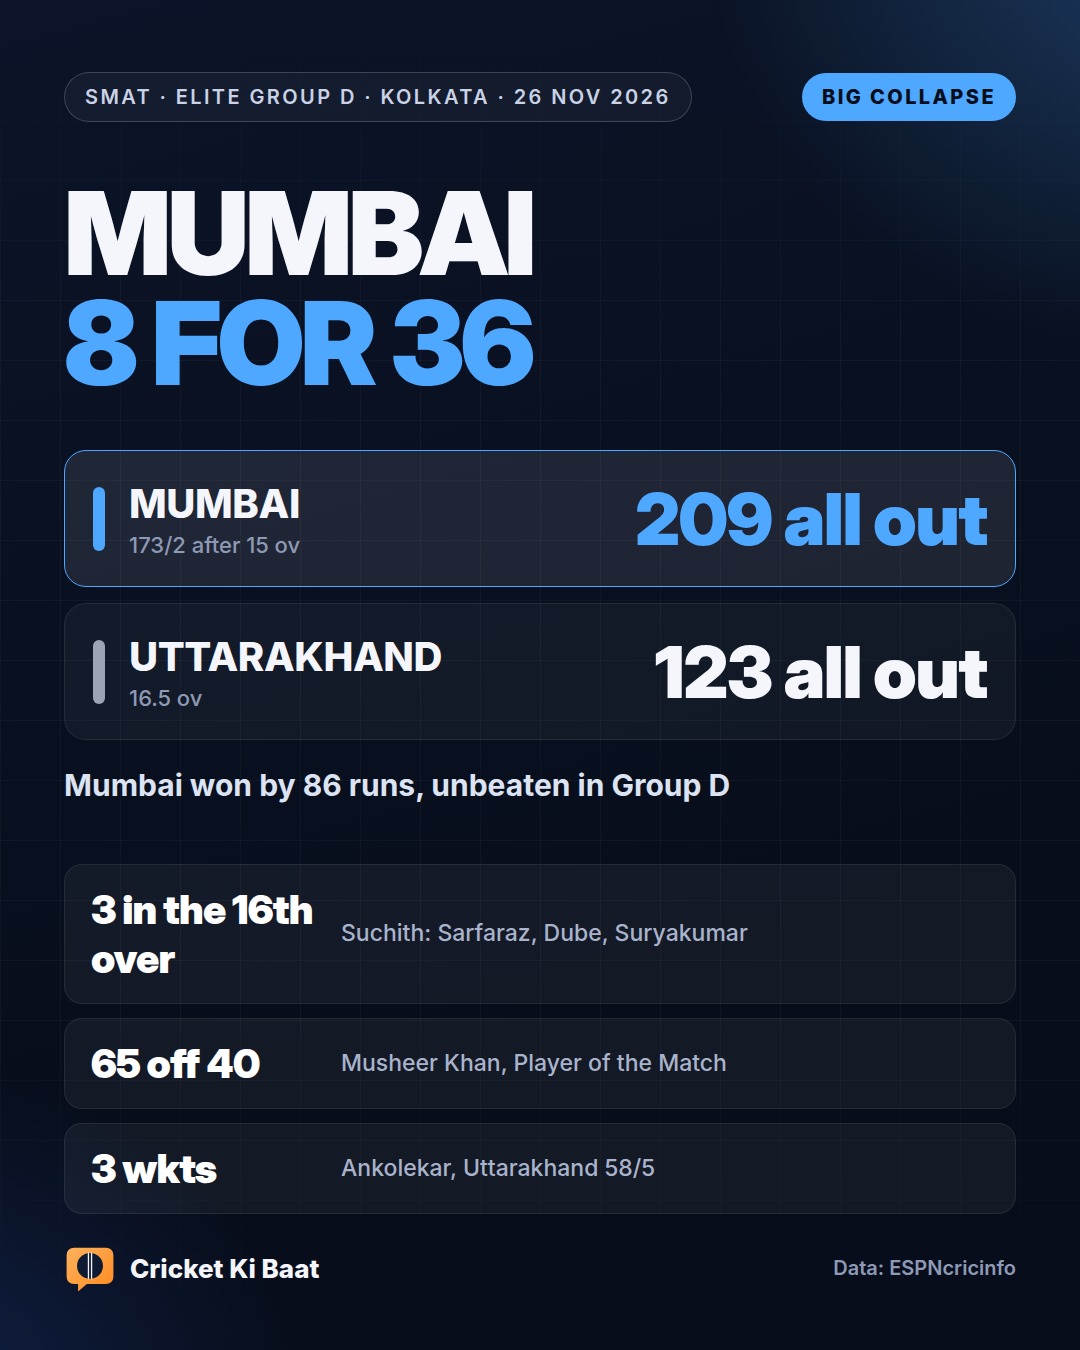 SMAT · ELITE GROUP D · KOLKATA · 26 NOV 2026
BIG COLLAPSE
MUMBAI
8 FOR 36
MUMBAI
173/2 after 15 ov
209 all out
UTTARAKHAND
16.5 ov
123 all out
Mumbai won by 86 runs, unbeaten in Group D
3 in the 16th
over
Suchith: Sarfaraz, Dube, Suryakumar
65 off 40
Musheer Khan, Player of the Match
3 wkts
Ankolekar, Uttarakhand 58/5
Cricket Ki Baat
Data: ESPNcricinfo